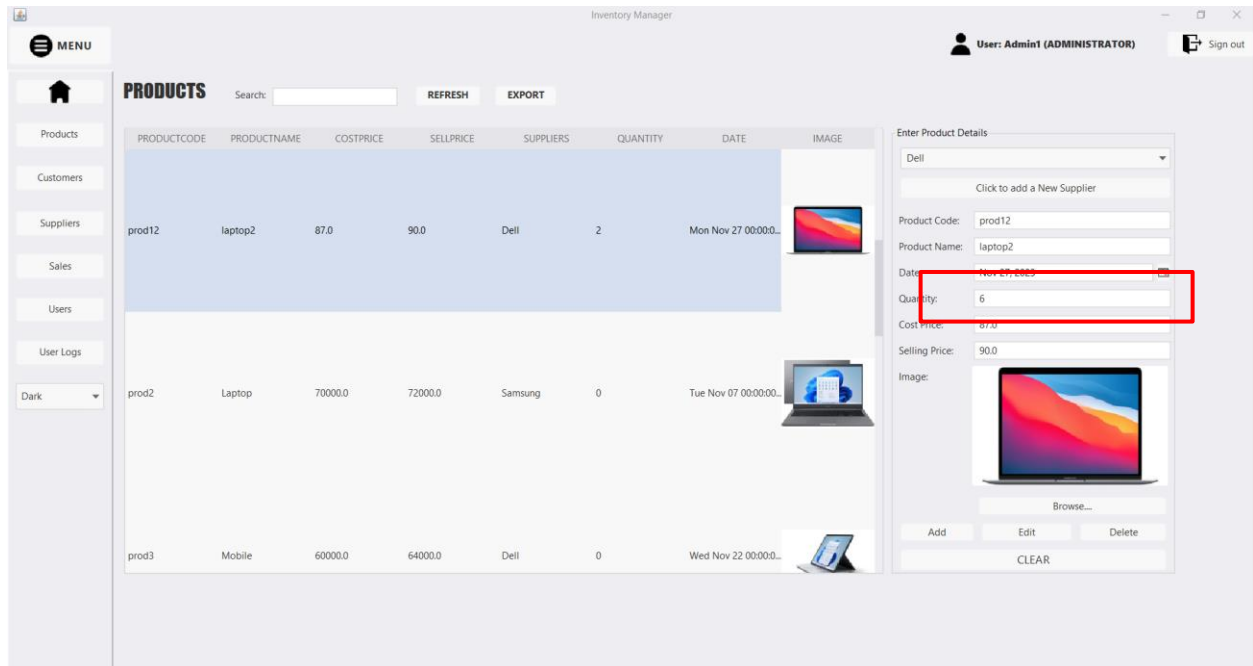 Inventory Manager
MENU
User: Admin1 (ADMINISTRATOR)
Sign out
PRODUCTS
Search:
REFRESH
EXPORT
Products
Customers
Suppliers
Sales
Users
User Logs
Dark
PRODUCTCODE PRODUCTNAME COSTPRICE SELLPRICE SUPPLIERS QUANTITY DATE IMAGE
prod12 laptop2 87.0 90.0 Dell 2 Mon Nov 27 00:00:0...
prod2 Laptop 70000.0 72000.0 Samsung 0 Tue Nov 07 00:00:00...
prod3 Mobile 60000.0 64000.0 Dell 0 Wed Nov 22 00:00:0...
Enter Product Details
Dell
Click to add a New Supplier
Product Code: prod12
Product Name: laptop2
Date: Nov 27, 2023
Quantity: 6
Cost Price: 87.0
Selling Price: 90.0
Image:
Browse...
Add Edit Delete
CLEAR